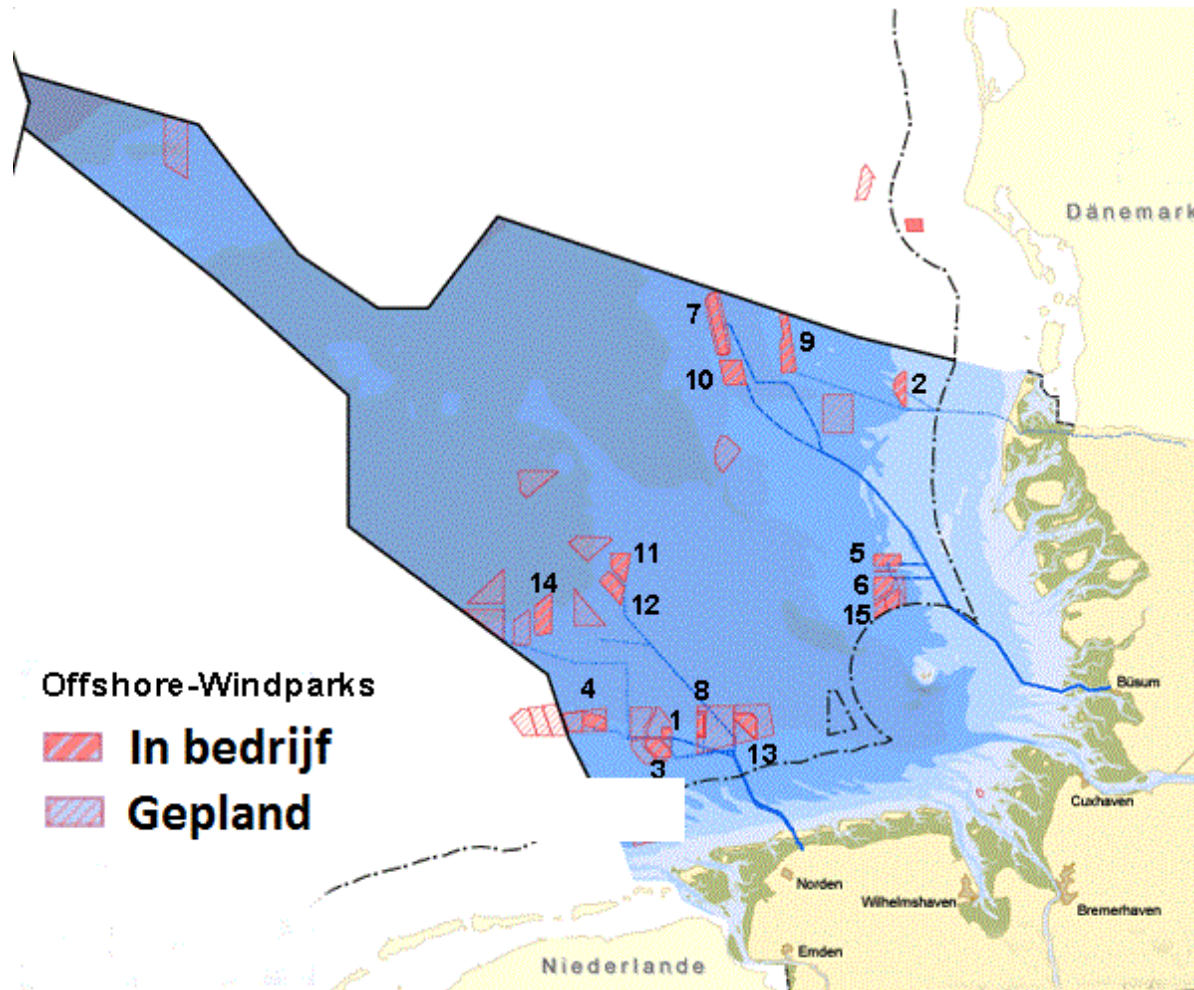 Dänemark
7
9
10
2
11
5
14
6
12
15
Büsum
Offshore-Windparks
4
8
1
In bedrijf
13
3
Cuxhaven
Gepland
Norden
Wilhelmshaven
Bremerhaven
Emden
Niederlande